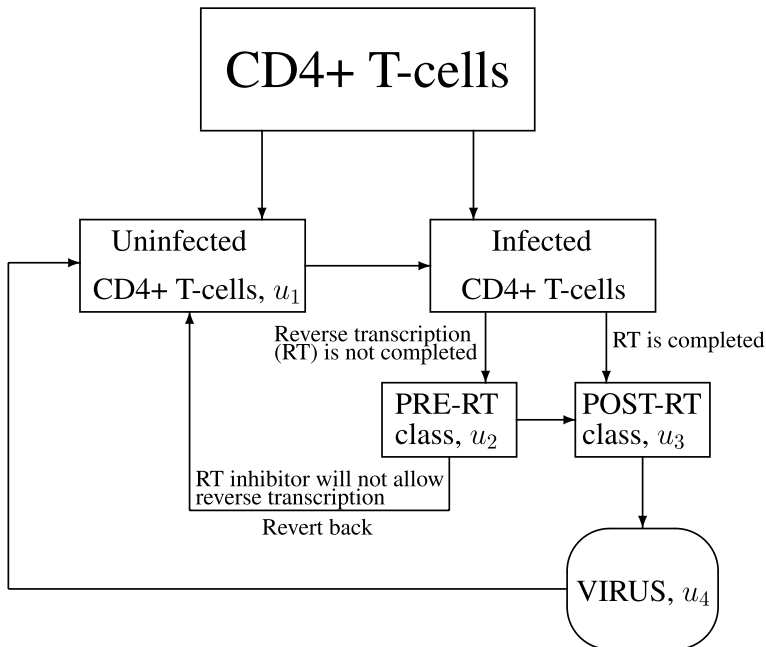 CD4+ T-cells
Uninfected
CD4+ T-cells, u₁
Infected
CD4+ T-cells
Reverse transcription
(RT) is not completed
RT is completed
PRE-RT
class, u₂
POST-RT
class, u₃
RT inhibitor will not allow
reverse transcription
Revert back
VIRUS, u₄